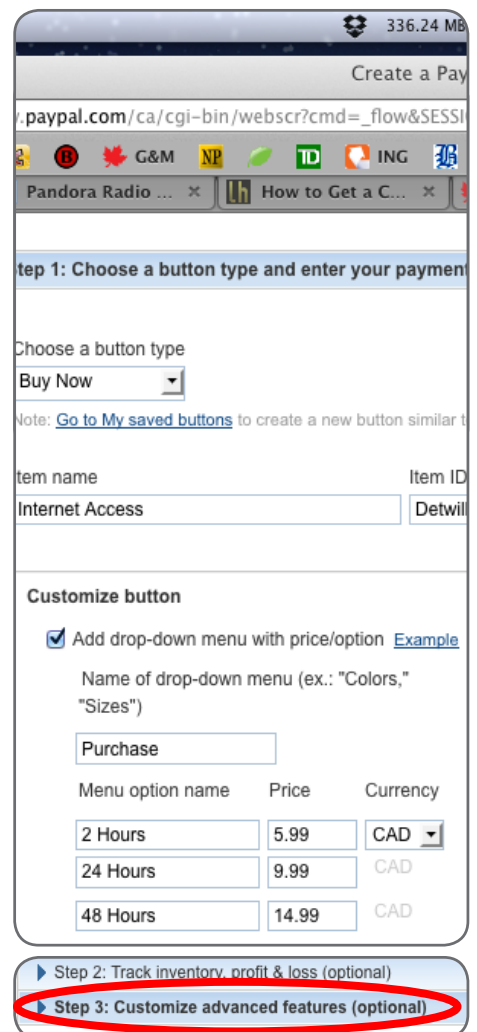 336.24 MB
Create a Pay
.paypal.com/ca/cgi-bin/webscr?cmd=_flow&SESSI
B G&M NP TD ING B
Pandora Radio ... × lh How to Get a C... ×
tep 1: Choose a button type and enter your payment
Choose a button type
Buy Now
Note: Go to My saved buttons to create a new button similar t
tem name Item ID
Internet Access Detwill
Customize button
Add drop-down menu with price/option Example
Name of drop-down menu (ex.: "Colors,"
"Sizes")
Purchase
Menu option name Price Currency
2 Hours 5.99 CAD
24 Hours 9.99 CAD
48 Hours 14.99 CAD
Step 2: Track inventory, profit & loss (optional)
Step 3: Customize advanced features (optional)